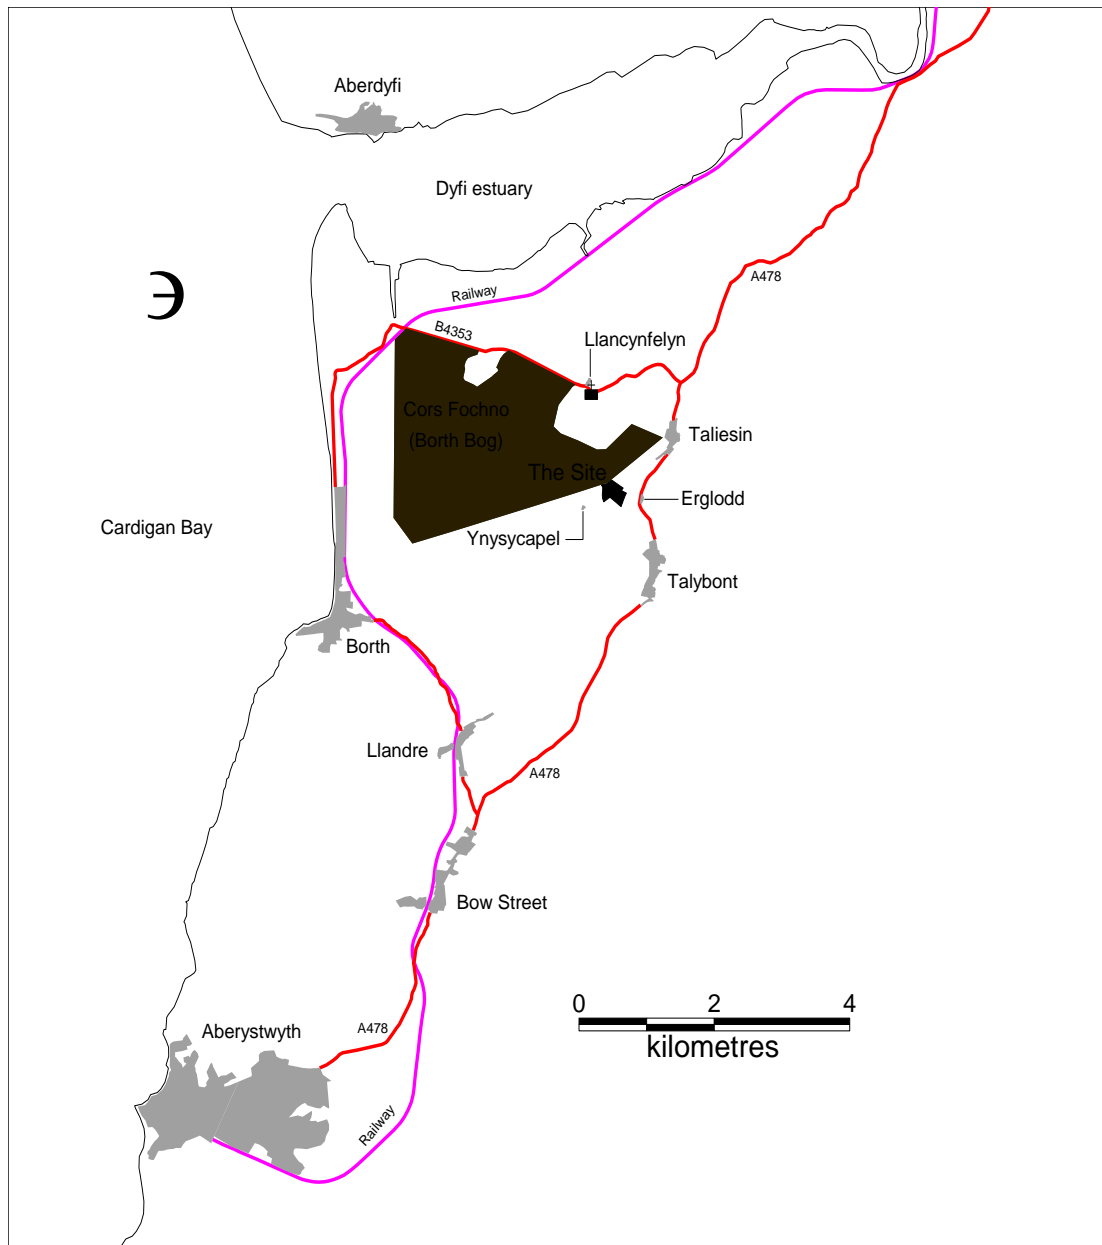 Aberdyfi
Dyfi estuary
Э
Railway
A478
B4353
Llancynfelyn
Cors Fochno
(Borth Bog)
Taliesin
The Site
Erglodd
Cardigan Bay
Ynysycapel
Talybont
Borth
Llandre
A478
Bow Street
0 2 4
kilometres
Aberystwyth
A478
Railway